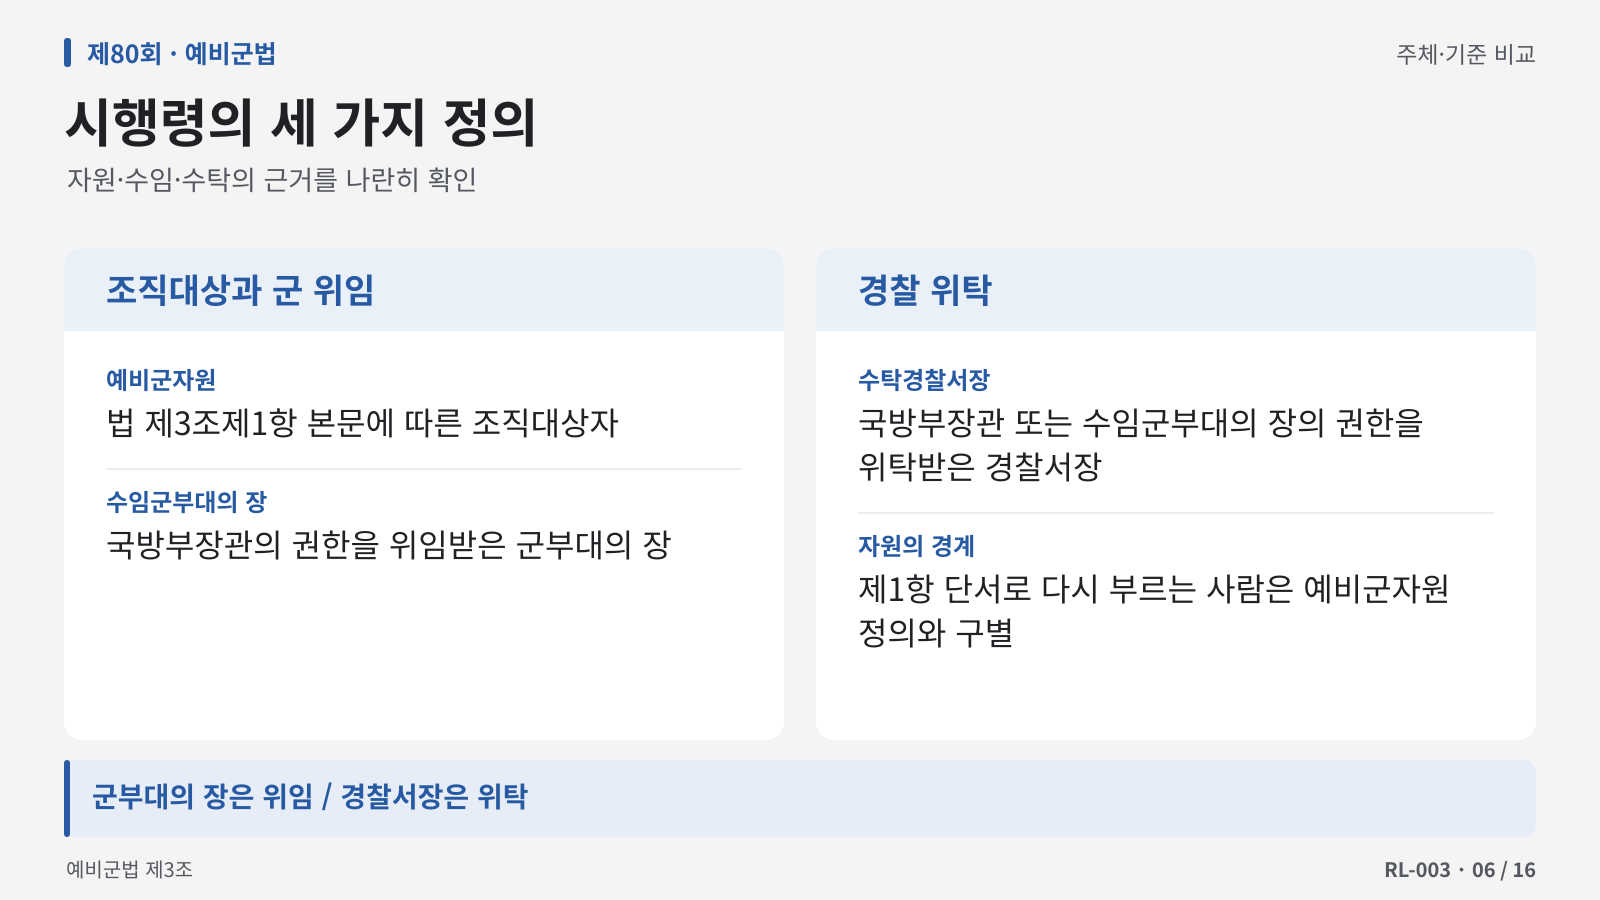 제80회 · 예비군법
주체·기준 비교
시행령의 세 가지 정의
자원·수임·수탁의 근거를 나란히 확인
조직대상과 군 위임
예비군자원
법 제3조제1항 본문에 따른 조직대상자
수임군부대의 장
국방부장관의 권한을 위임받은 군부대의 장
경찰 위탁
수탁경찰서장
국방부장관 또는 수임군부대의 장의 권한을
위탁받은 경찰서장
자원의 경계
제1항 단서로 다시 부르는 사람은 예비군자원
정의와 구별
군부대의 장은 위임 / 경찰서장은 위탁
예비군법 제3조
RL-003 · 06 / 16